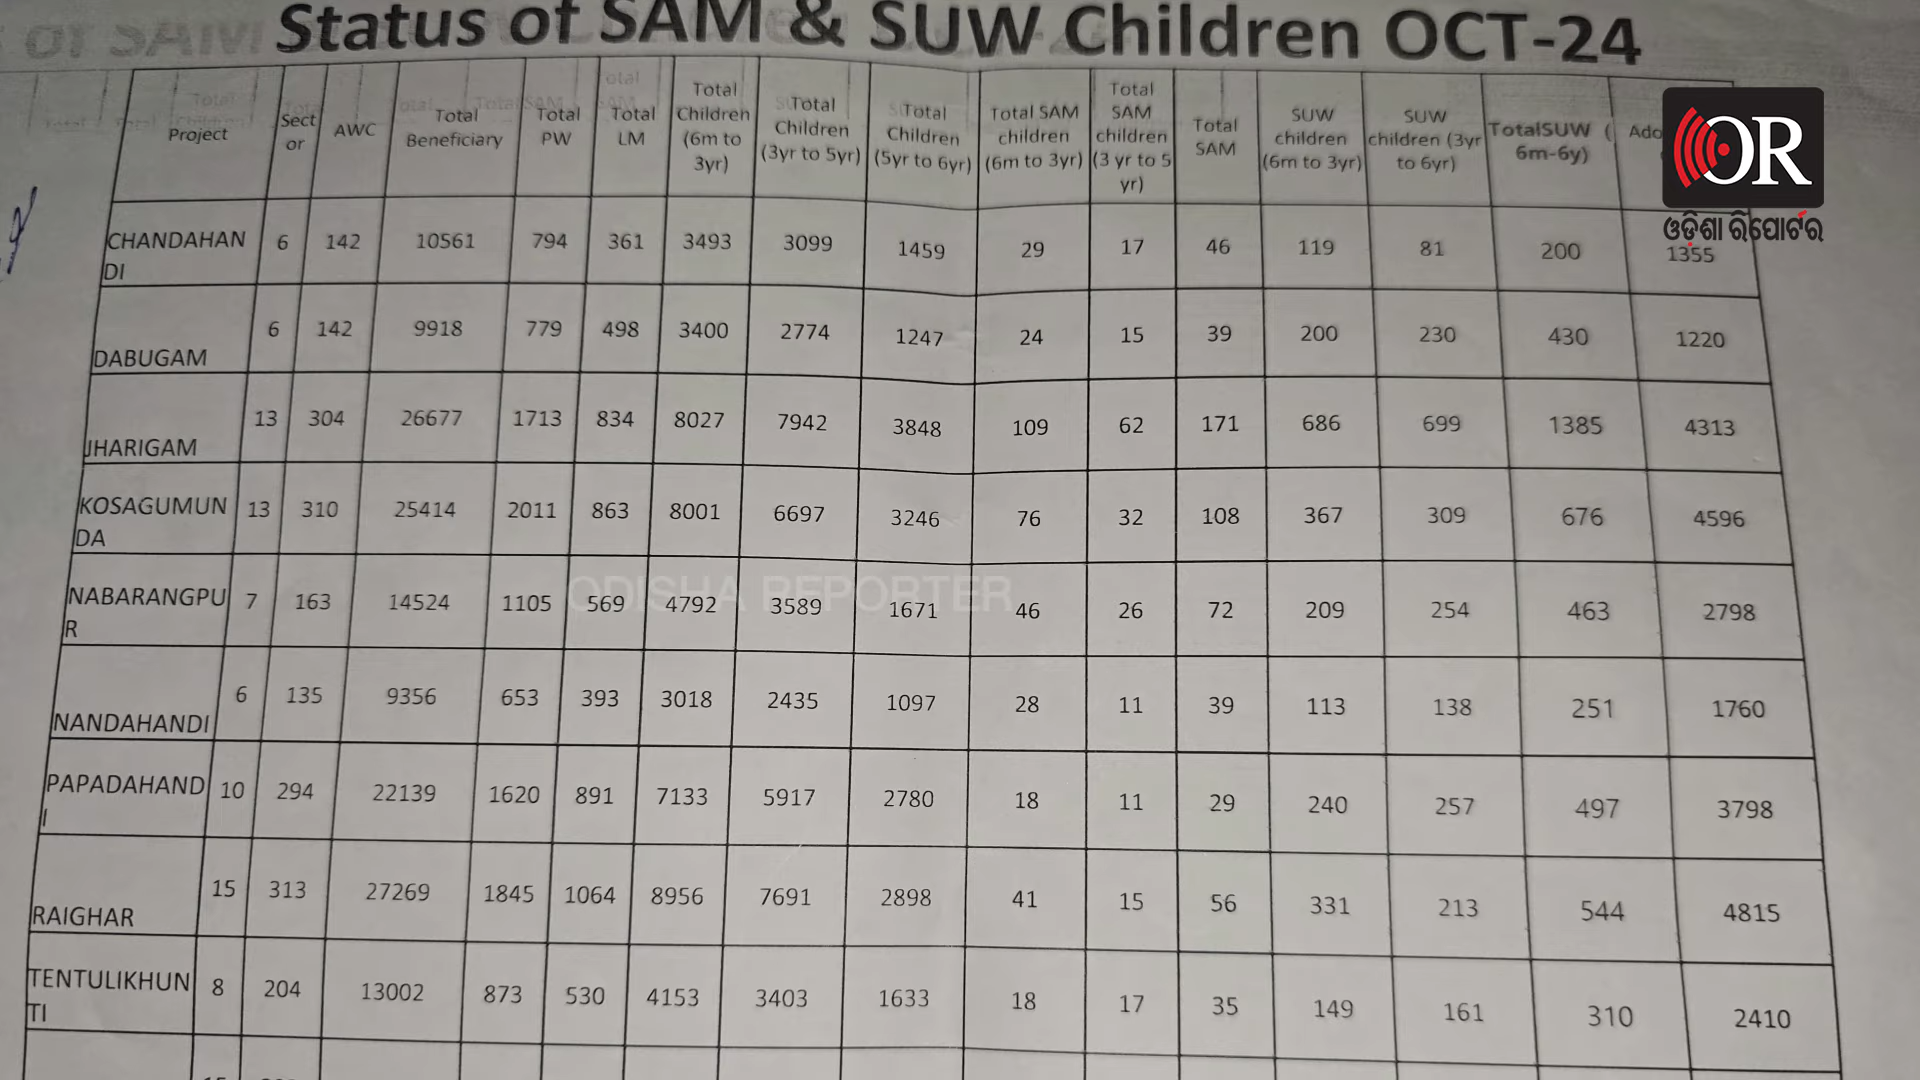 Status of SAM & SUW Children OCT-24
Project Sect or AWC Total Beneficiary Total PW Total LM Total Children (6m to 3yr) Total Children (3yr to 5yr) Total Children (5yr to 6yr) Total SAM children (6m to 3yr) Total SAM children (3 yr to 5 yr) Total SAM SUW children (6m to 3yr) SUW children (3yr to 6yr) TotalSUW ( 6m-6y) Ado
CHANDAHANDI 6 142 10561 794 361 3493 3099 1459 29 17 46 119 81 200 1355
DABUGAM 6 142 9918 779 498 3400 2774 1247 24 15 39 200 230 430 1220
JHARIGAM 13 304 26677 1713 834 8027 7942 3848 109 62 171 686 699 1385 4313
KOSAGUMUNDA 13 310 25414 2011 863 8001 6697 3246 76 32 108 367 309 676 4596
NABARANGPUR 7 163 14524 1105 569 4792 3589 1671 46 26 72 209 254 463 2798
NANDAHANDI 6 135 9356 653 393 3018 2435 1097 28 11 39 113 138 251 1760
PAPADAHANDI 10 294 22139 1620 891 7133 5917 2780 18 11 29 240 257 497 3798
RAIGHAR 15 313 27269 1845 1064 8956 7691 2898 41 15 56 331 213 544 4815
TENTULIKHUNTI 8 204 13002 873 530 4153 3403 1633 18 17 35 149 161 310 2410
OR
ଓଡ଼ିଶା ରିପୋର୍ଟର
ODISHA REPORTER